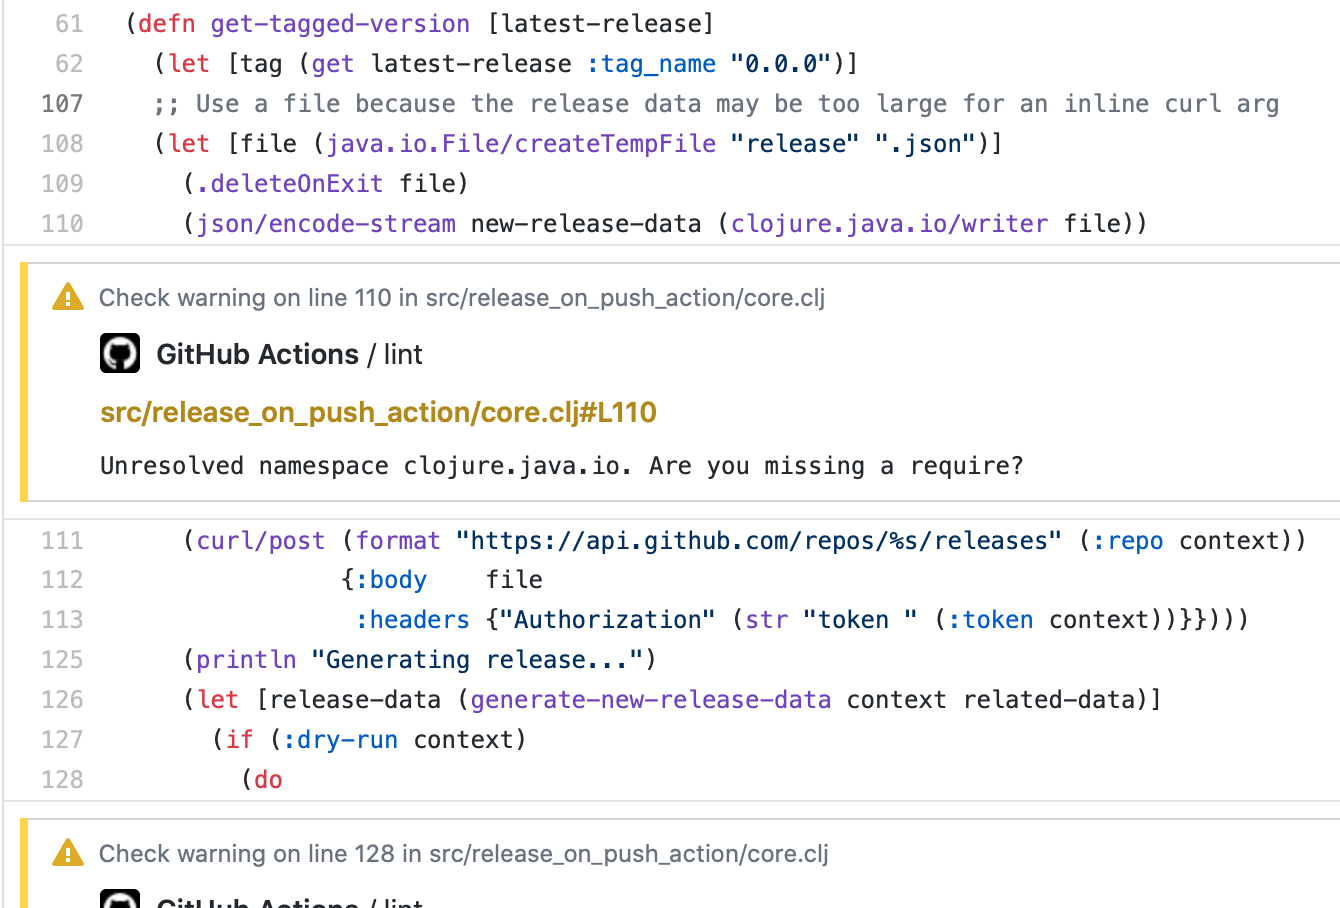 61 (defn get-tagged-version [latest-release]
62 (let [tag (get latest-release :tag_name "0.0.0")]
107 ;; Use a file because the release data may be too large for an inline curl arg
108 (let [file (java.io.File/createTempFile "release" ".json")]
109 (.deleteOnExit file)
110 (json/encode-stream new-release-data (clojure.java.io/writer file))
Check warning on line 110 in src/release_on_push_action/core.clj
GitHub Actions / lint
src/release_on_push_action/core.clj#L110
Unresolved namespace clojure.java.io. Are you missing a require?
111 (curl/post (format "https://api.github.com/repos/%s/releases" (:repo context))
112 {:body    file
113 :headers {"Authorization" (str "token " (:token context))}})))
125 (println "Generating release...")
126 (let [release-data (generate-new-release-data context related-data)]
127 (if (:dry-run context)
128 (do
Check warning on line 128 in src/release_on_push_action/core.clj
GitHub Actions / lint